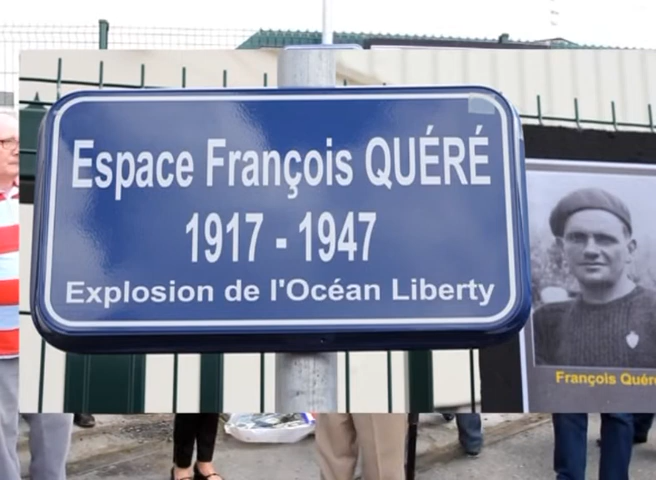 Espace François QUÉRÉ
1917 - 1947
Explosion de l'Océan Liberty
François Quéré